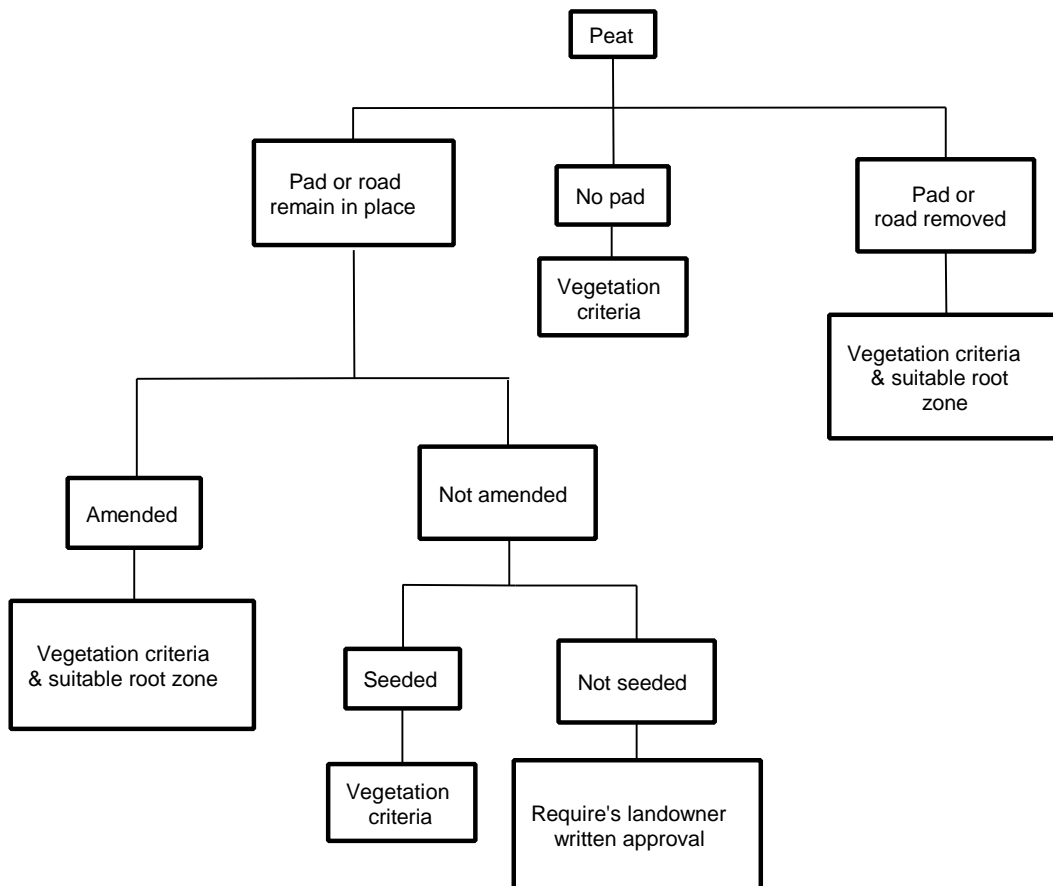 Peat
Pad or road
remain in place
No pad
Pad or
road removed
Vegetation
criteria
Vegetation criteria
& suitable root
zone
Amended
Not amended
Vegetation criteria
& suitable root zone
Seeded
Not seeded
Vegetation
criteria
Require's landowner
written approval